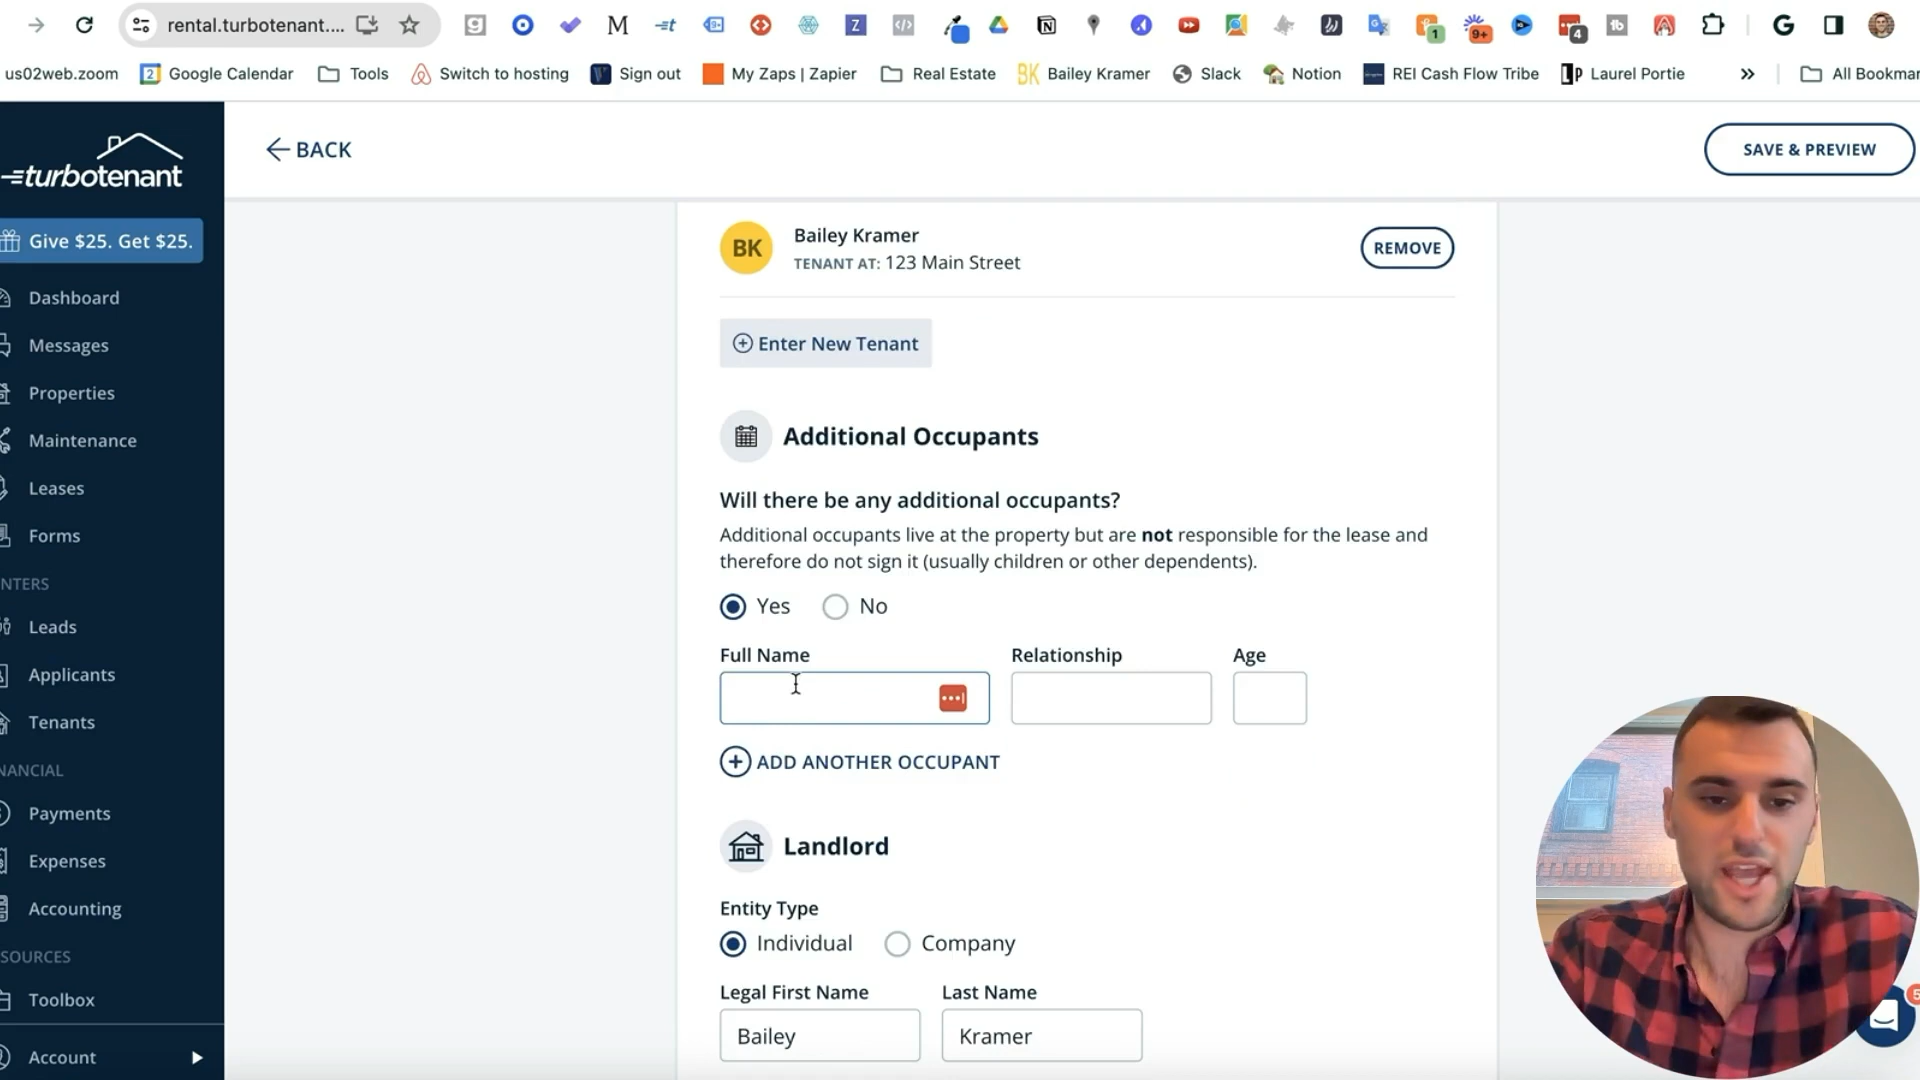 rental.turbotenant....
1
9+
4
us02web.zoom
2
Google Calendar
Tools
Switch to hosting
Sign out
My Zaps | Zapier
Real Estate
BK
Bailey Kramer
Slack
Notion
REI Cash Flow Tribe
Laurel Portie
»
All Bookmar
turbotenant
BACK
SAVE & PREVIEW
Give $25. Get $25.
Dashboard
Messages
Properties
Maintenance
Leases
Forms
NTERS
Leads
Applicants
Tenants
NANCIAL
Payments
Expenses
Accounting
SOURCES
Toolbox
Account
BK
Bailey Kramer
TENANT AT: 123 Main Street
REMOVE
Enter New Tenant
Additional Occupants
Will there be any additional occupants?
Additional occupants live at the property but are not responsible for the lease and
therefore do not sign it (usually children or other dependents).
Yes No
Full Name Relationship Age
ADD ANOTHER OCCUPANT
Landlord
Entity Type
Individual Company
Legal First Name Last Name
Bailey Kramer
5